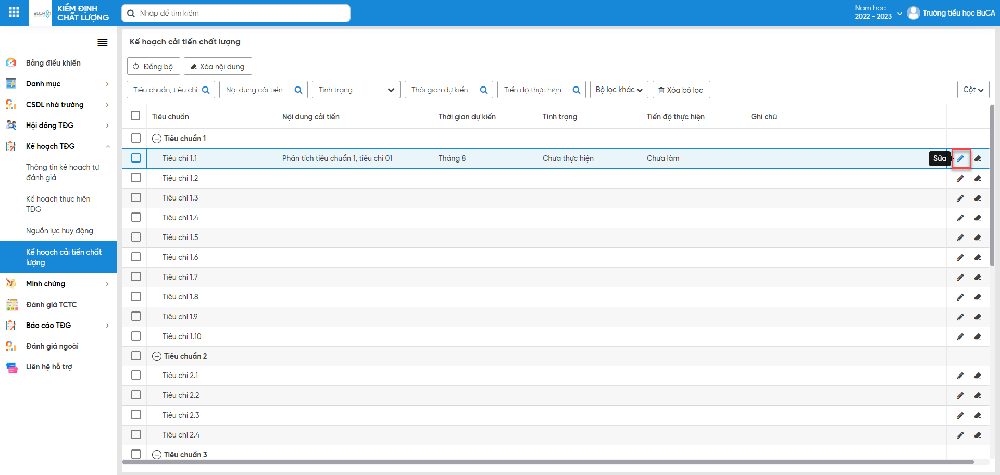 BUCA
KIỂM ĐỊNH
CHẤT LƯỢNG
Nhập để tìm kiếm
Năm học
2022 - 2023
Trường tiểu học BuCA
Bảng điều khiển
Danh mục
CSDL nhà trường
Hội đồng TĐG
Kế hoạch TĐG
Thông tin kế hoạch tự
đánh giá
Kế hoạch thực hiện
TĐG
Nguồn lực huy động
Kế hoạch cải tiến chất
lượng
Minh chứng
Đánh giá TCTC
Báo cáo TĐG
Đánh giá ngoài
Liên hệ hỗ trợ
Kế hoạch cải tiến chất lượng
Đồng bộ Xóa nội dung
Tiêu chuẩn, tiêu chí Nội dung cải tiến Tình trạng Thời gian dự kiến Tiến độ thực hiện Bộ lọc khác Xóa bộ lọc Cột
Tiêu chuẩn Nội dung cải tiến Thời gian dự kiến Tình trạng Tiến độ thực hiện Ghi chú
Tiêu chuẩn 1
Tiêu chí 1.1 Phân tích tiêu chuẩn 1, tiêu chí 01 Tháng 8 Chưa thực hiện Chưa làm Sửa
Tiêu chí 1.2
Tiêu chí 1.3
Tiêu chí 1.4
Tiêu chí 1.5
Tiêu chí 1.6
Tiêu chí 1.7
Tiêu chí 1.8
Tiêu chí 1.9
Tiêu chí 1.10
Tiêu chuẩn 2
Tiêu chí 2.1
Tiêu chí 2.2
Tiêu chí 2.3
Tiêu chí 2.4
Tiêu chuẩn 3